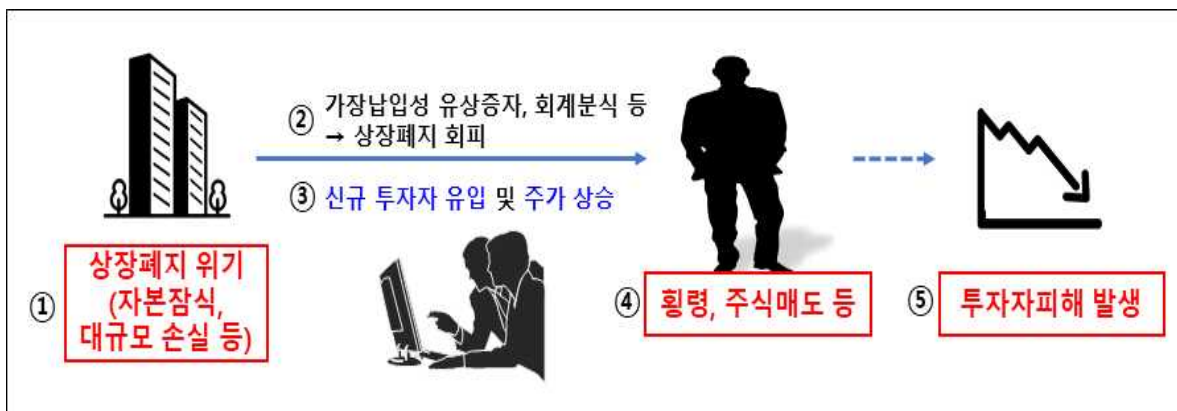 ①
상장폐지 위기
(자본잠식,
대규모 손실 등)
② 가장납입성 유상증자, 회계분식 등
→ 상장폐지 회피
③ 신규 투자자 유입 및 주가 상승
④ 횡령, 주식매도 등
⑤ 투자자피해 발생